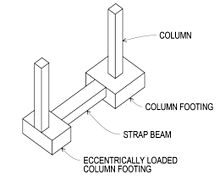 COLUMN
COLUMN FOOTING
STRAP BEAM
ECCENTRICALLY LOADED
COLUMN FOOTING